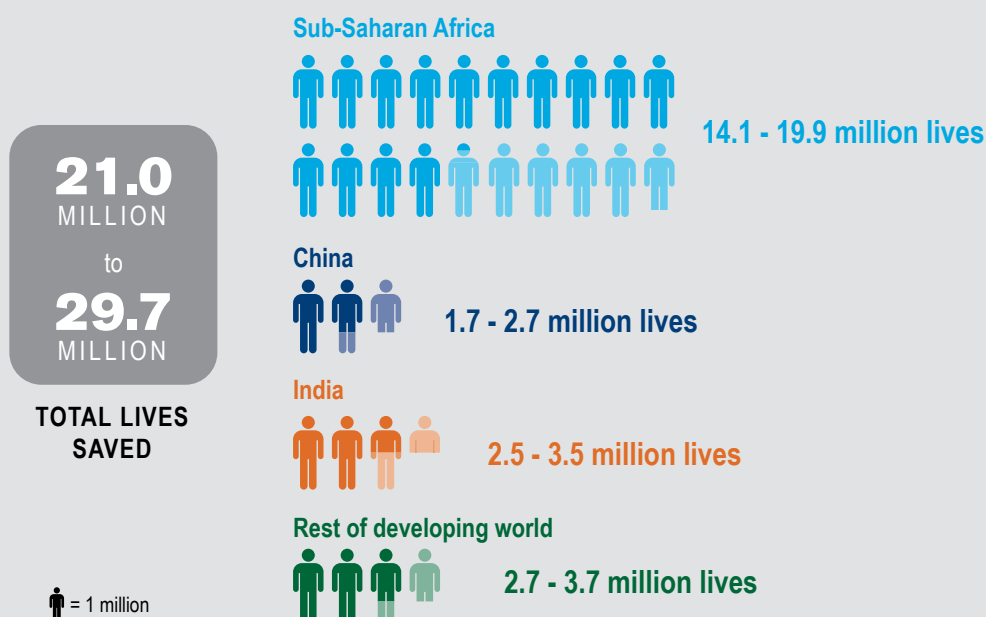 Sub-Saharan Africa
14.1 - 19.9 million lives
21.0
MILLION
to
29.7
MILLION
TOTAL LIVES
SAVED
China
1.7 - 2.7 million lives
India
2.5 - 3.5 million lives
Rest of developing world
2.7 - 3.7 million lives
= 1 million